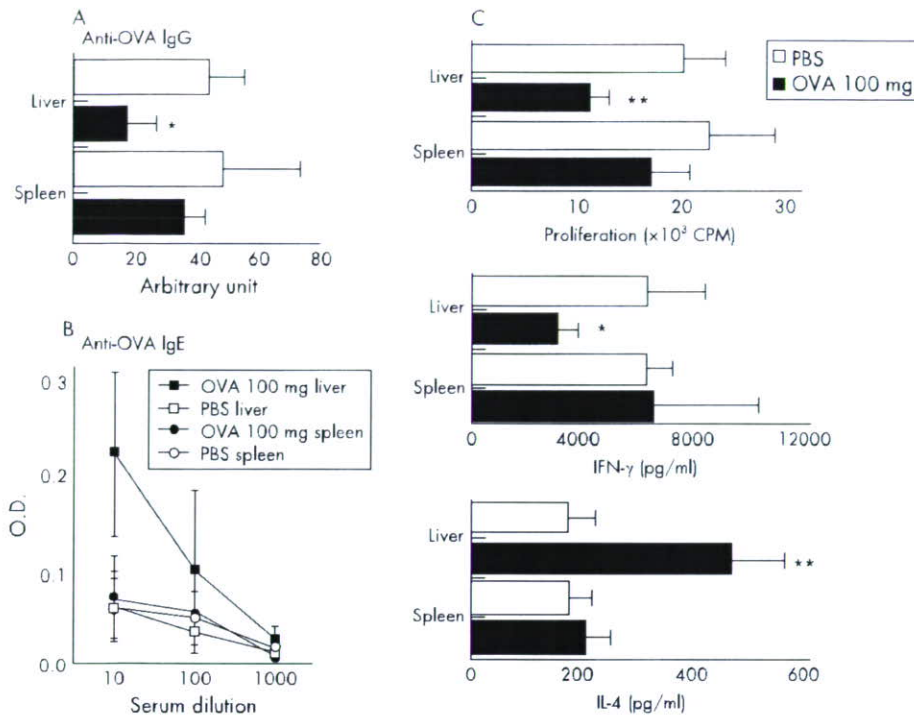 A
Anti-OVA IgG
Liver
Spleen
0 20 40 60 80
Arbitrary unit
B
Anti-OVA IgE
OVA 100 mg liver
PBS liver
OVA 100 mg spleen
PBS spleen
0.3
0.2
0.1
0.0
O.D.
10 100 1000
Serum dilution
C
PBS
OVA 100 mg
Liver
**
Spleen
0 10 20 30
Proliferation (×10³ CPM)
Liver
*
Spleen
0 4000 8000 12000
IFN-γ (pg/ml)
Liver
**
Spleen
0 200 400 600
IL-4 (pg/ml)